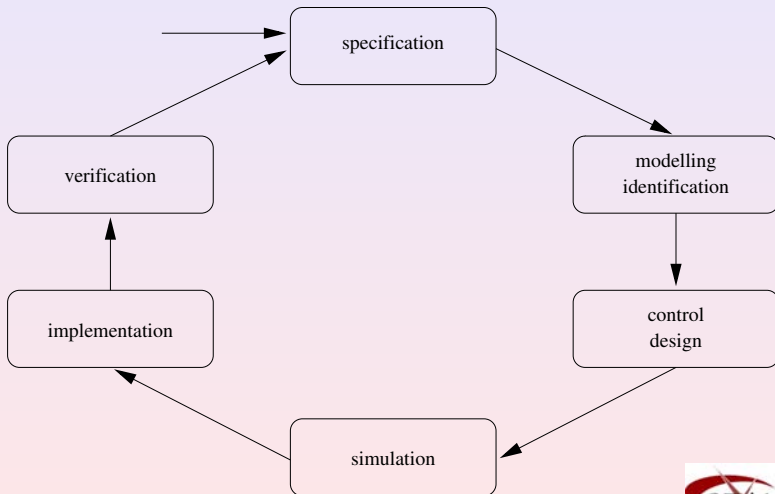 specification
modelling
identification
control
design
simulation
implementation
verification